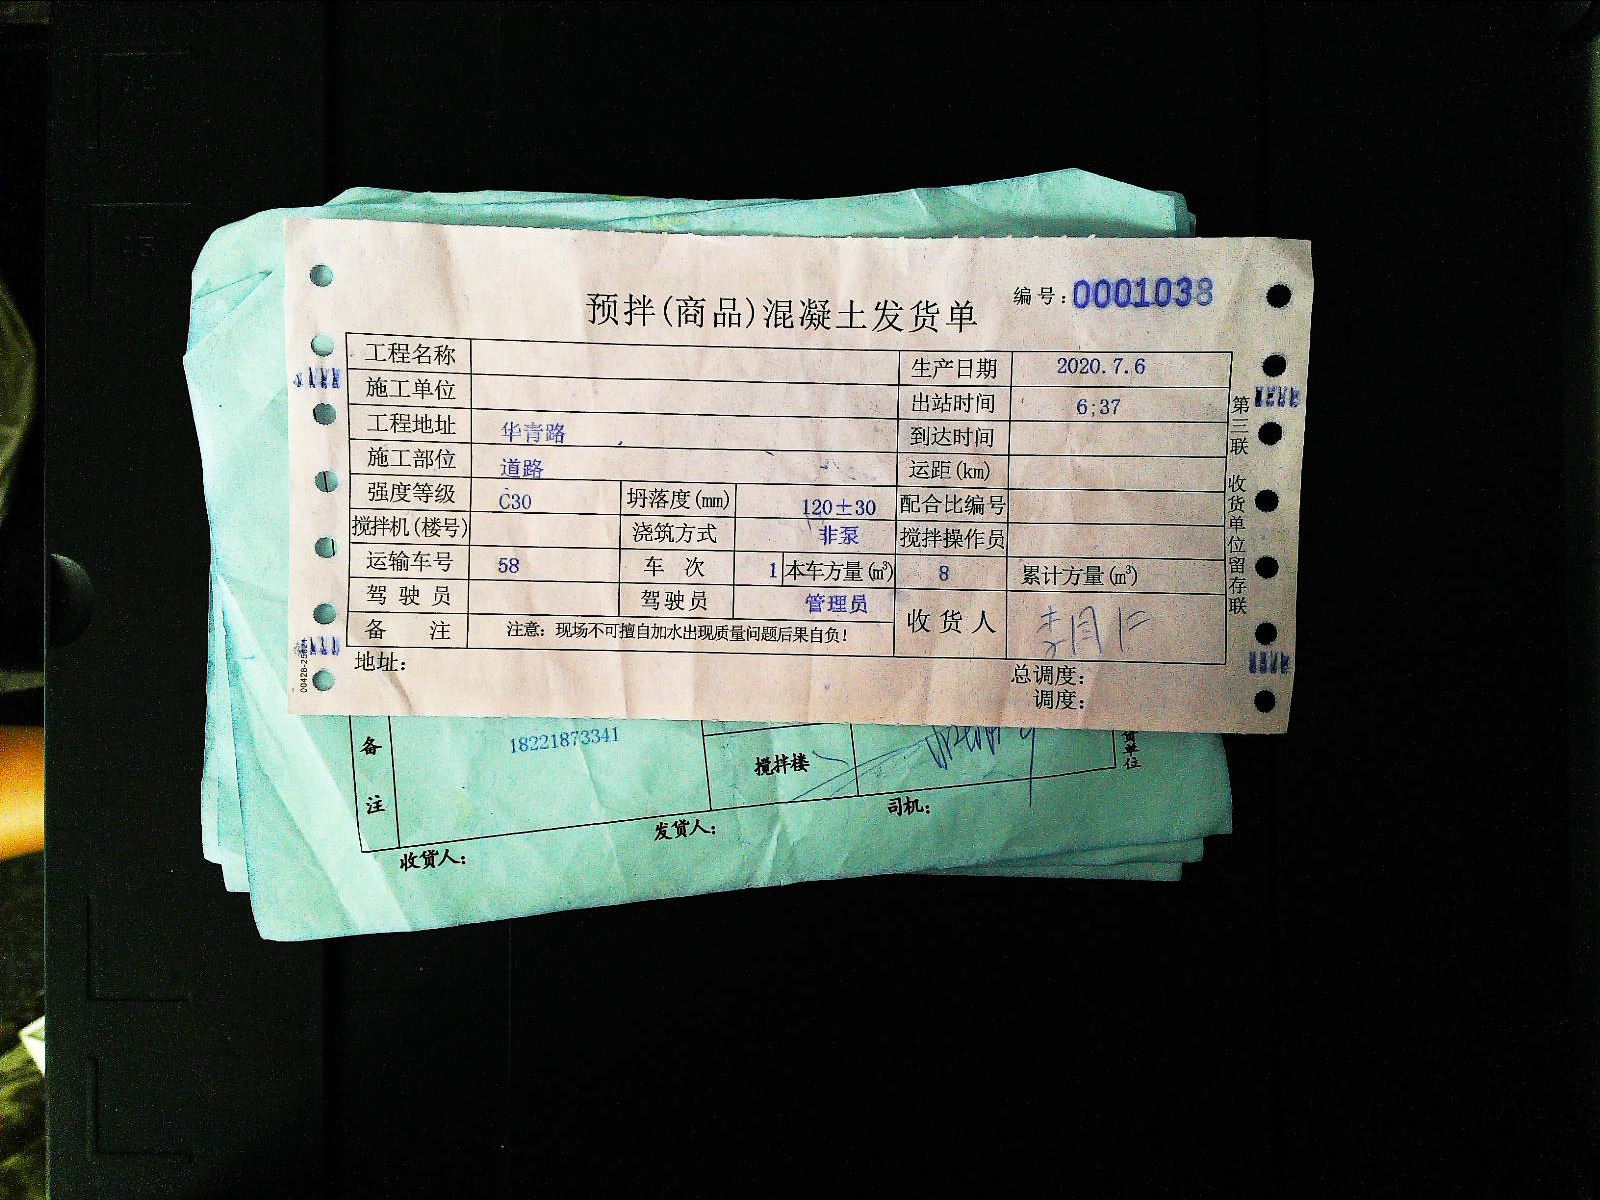 预拌(商品)混凝土发货单
编号:0001038
工程名称 生产日期 2020.7.6
施工单位 出站时间 6:37
工程地址 华青路 到达时间
施工部位 道路 运距(km)
强度等级 C30 坍落度(mm) 120±30 配合比编号
搅拌机(楼号) 浇筑方式 非泵 搅拌操作员
运输车号 58 车次 1 本车方量(m³) 8 累计方量(m³)
驾驶员 驾驶员 管理员 收货人
备注 注意:现场不可擅自加水出现质量问题后果自负!
地址: 总调度:
调度:
第三联 收货单位留存联
备注 18221873341 搅拌楼
货单位
收货人: 发货人: 司机: